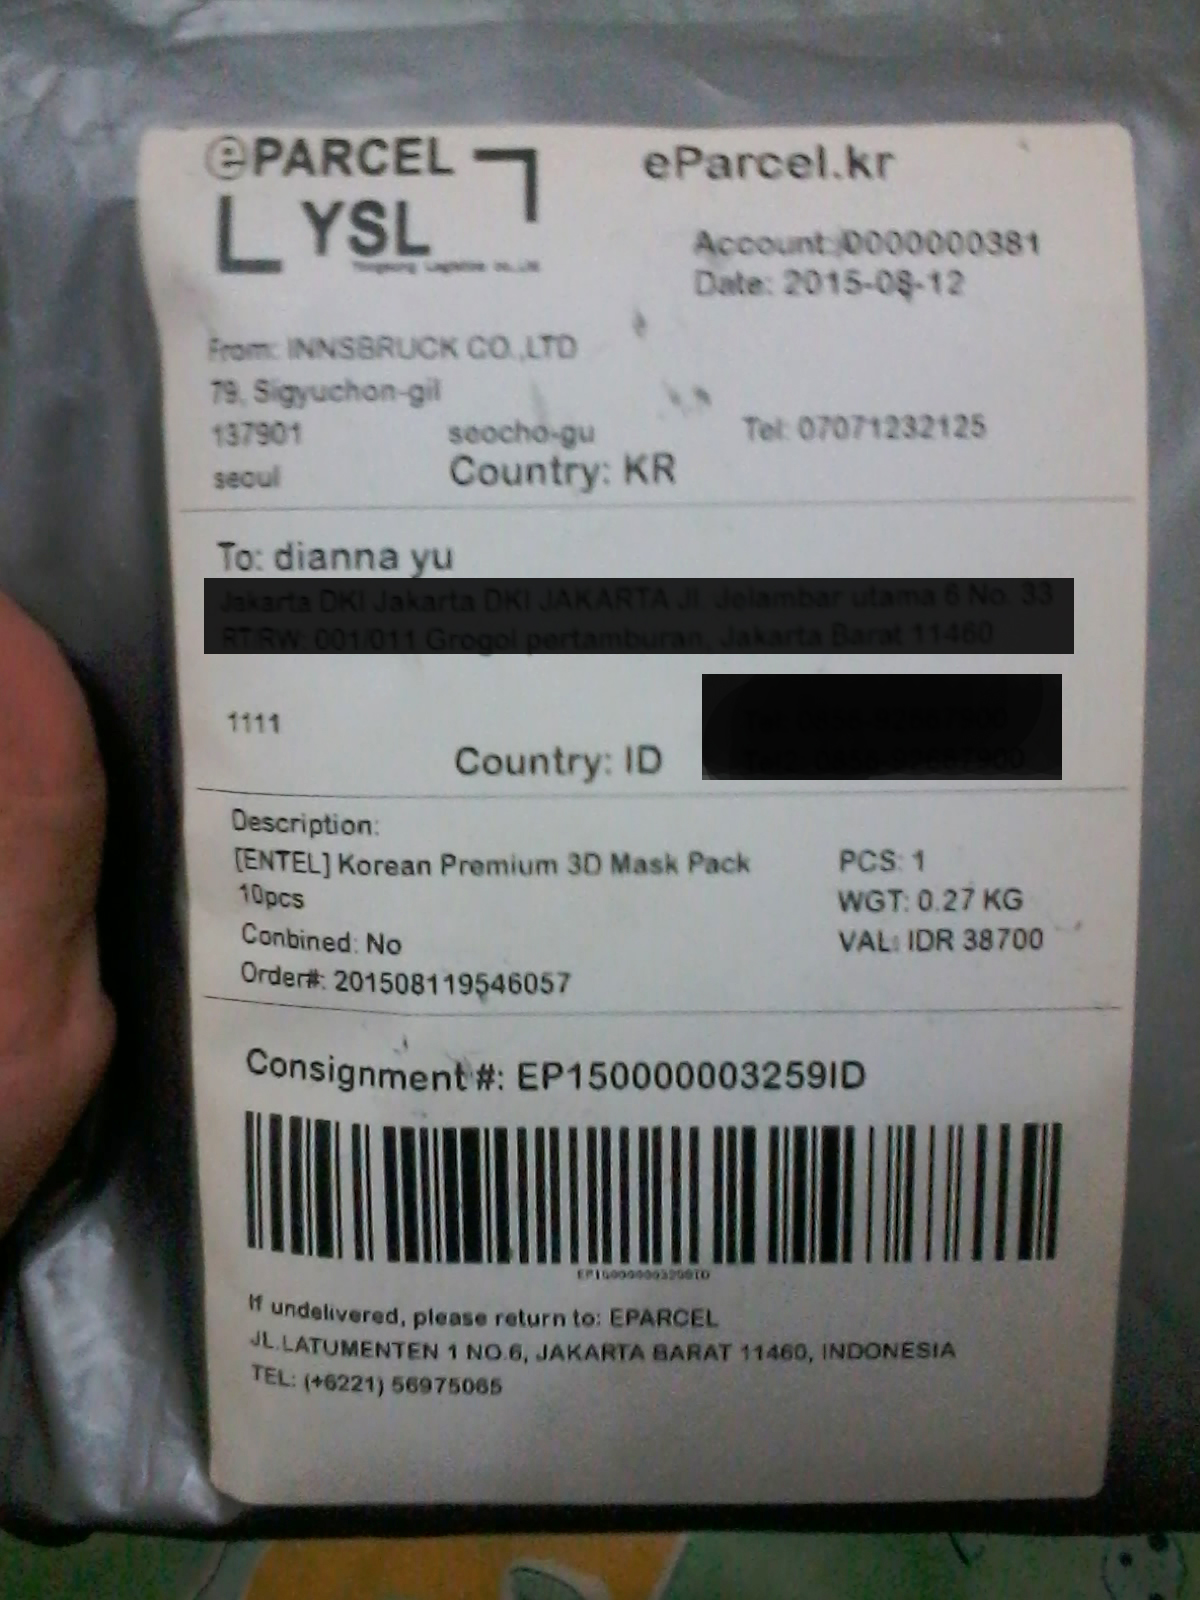 ePARCEL
YSL
eParcel.kr
Account: 0000000381
Date: 2015-08-12
From: INNSBRUCK CO.,LTD
79, Sigyuchon-gil
137901 seocho-gu Tel: 07071232125
seoul Country: KR
To: dianna yu
1111
Country: ID
Description:
[ENTEL] Korean Premium 3D Mask Pack PCS: 1
10pcs WGT: 0.27 KG
Conbined: No VAL: IDR 38700
Order#: 201508119546057
Consignment #: EP150000003259ID
If undelivered, please return to: EPARCEL
JL.LATUMENTEN 1 NO.6, JAKARTA BARAT 11460, INDONESIA
TEL: (+6221) 56975065